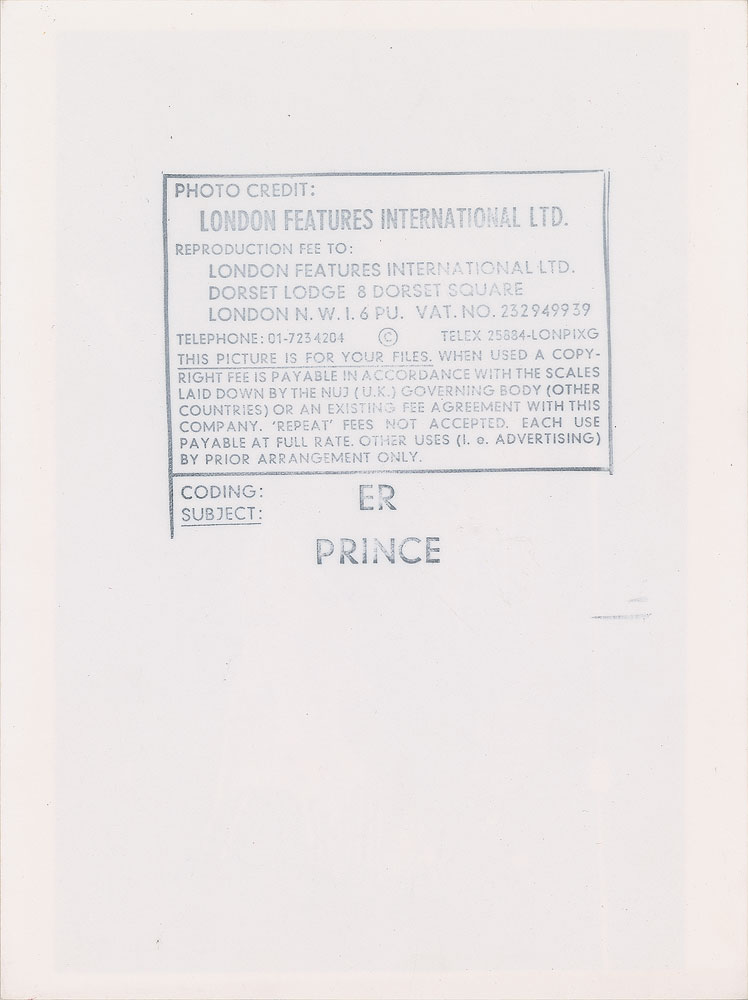 PHOTO CREDIT:
LONDON FEATURES INTERNATIONAL LTD.
REPRODUCTION FEE TO:
LONDON FEATURES INTERNATIONAL LTD.
DORSET LODGE 8 DORSET SQUARE
LONDON N.W.1.6 PU. VAT. NO. 232949939
TELEPHONE: 01-723 4204 © TELEX 25884-LONPIXG
THIS PICTURE IS FOR YOUR FILES. WHEN USED A COPY-
RIGHT FEE IS PAYABLE IN ACCORDANCE WITH THE SCALES
LAID DOWN BY THE NUJ (U.K.) GOVERNING BODY (OTHER
COUNTRIES) OR AN EXISTING FEE AGREEMENT WITH THIS
COMPANY. 'REPEAT' FEES NOT ACCEPTED. EACH USE
PAYABLE AT FULL RATE. OTHER USES (I. e. ADVERTISING)
BY PRIOR ARRANGEMENT ONLY.
CODING: ER
SUBJECT:
PRINCE